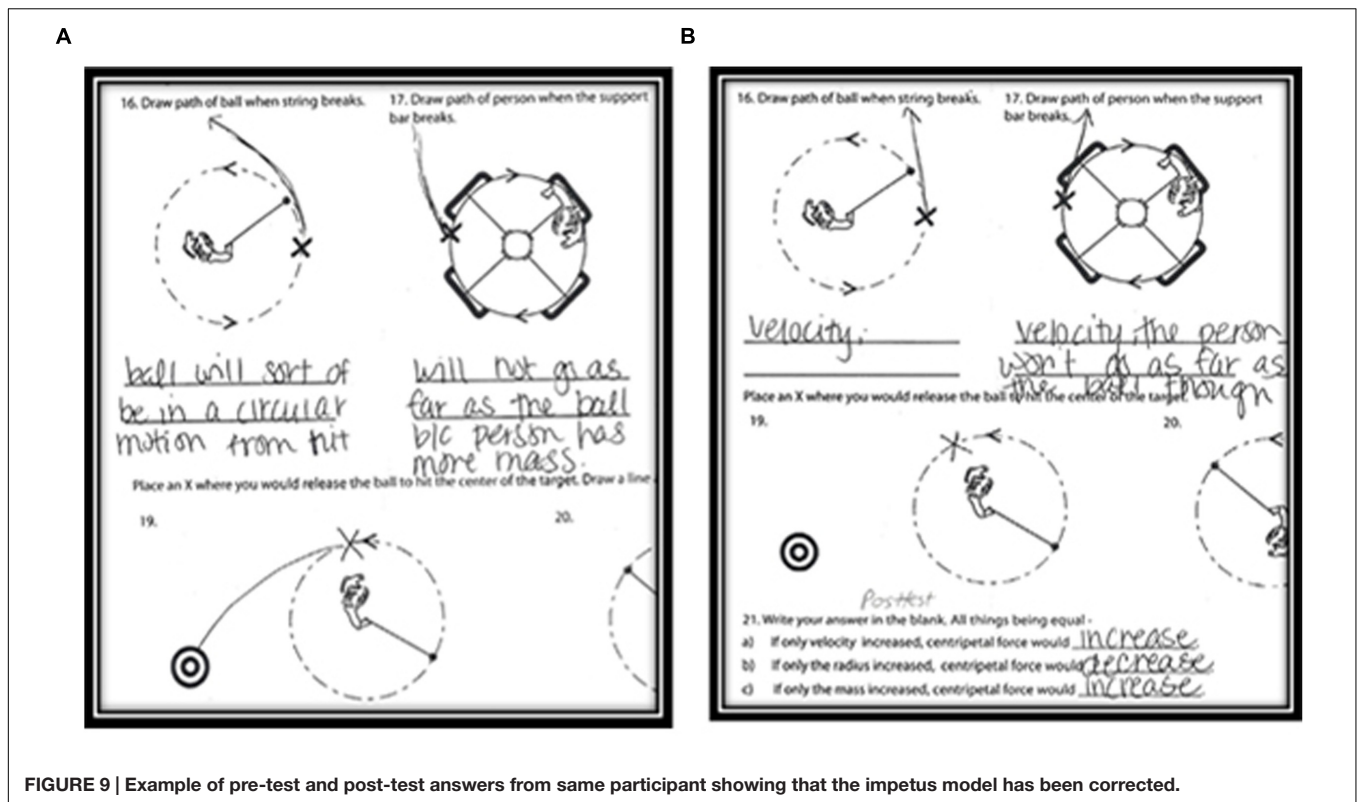 A
B
16. Draw path of ball when string breaks.
17. Draw path of person when the support
bar breaks.
ball will sort of
be in a circular
motion from hit
will not go as
far as the ball
b/c person has
more mass.
Place an X where you would release the ball to hit the center of the target. Draw a line
19.
20.
16. Draw path of ball when string breaks.
17. Draw path of person when the support
bar breaks.
velocity;
velocity, the person
won't go as far as
the ball though
Place an X where you would release the ball to hit the center of the target.
19.
20.
Posttest
21. Write your answer in the blank. All things being equal -
a) If only velocity increased, centripetal force would increase
b) If only the radius increased, centripetal force would decrease
c) If only the mass increased, centripetal force would increase
FIGURE 9 | Example of pre-test and post-test answers from same participant showing that the impetus model has been corrected.